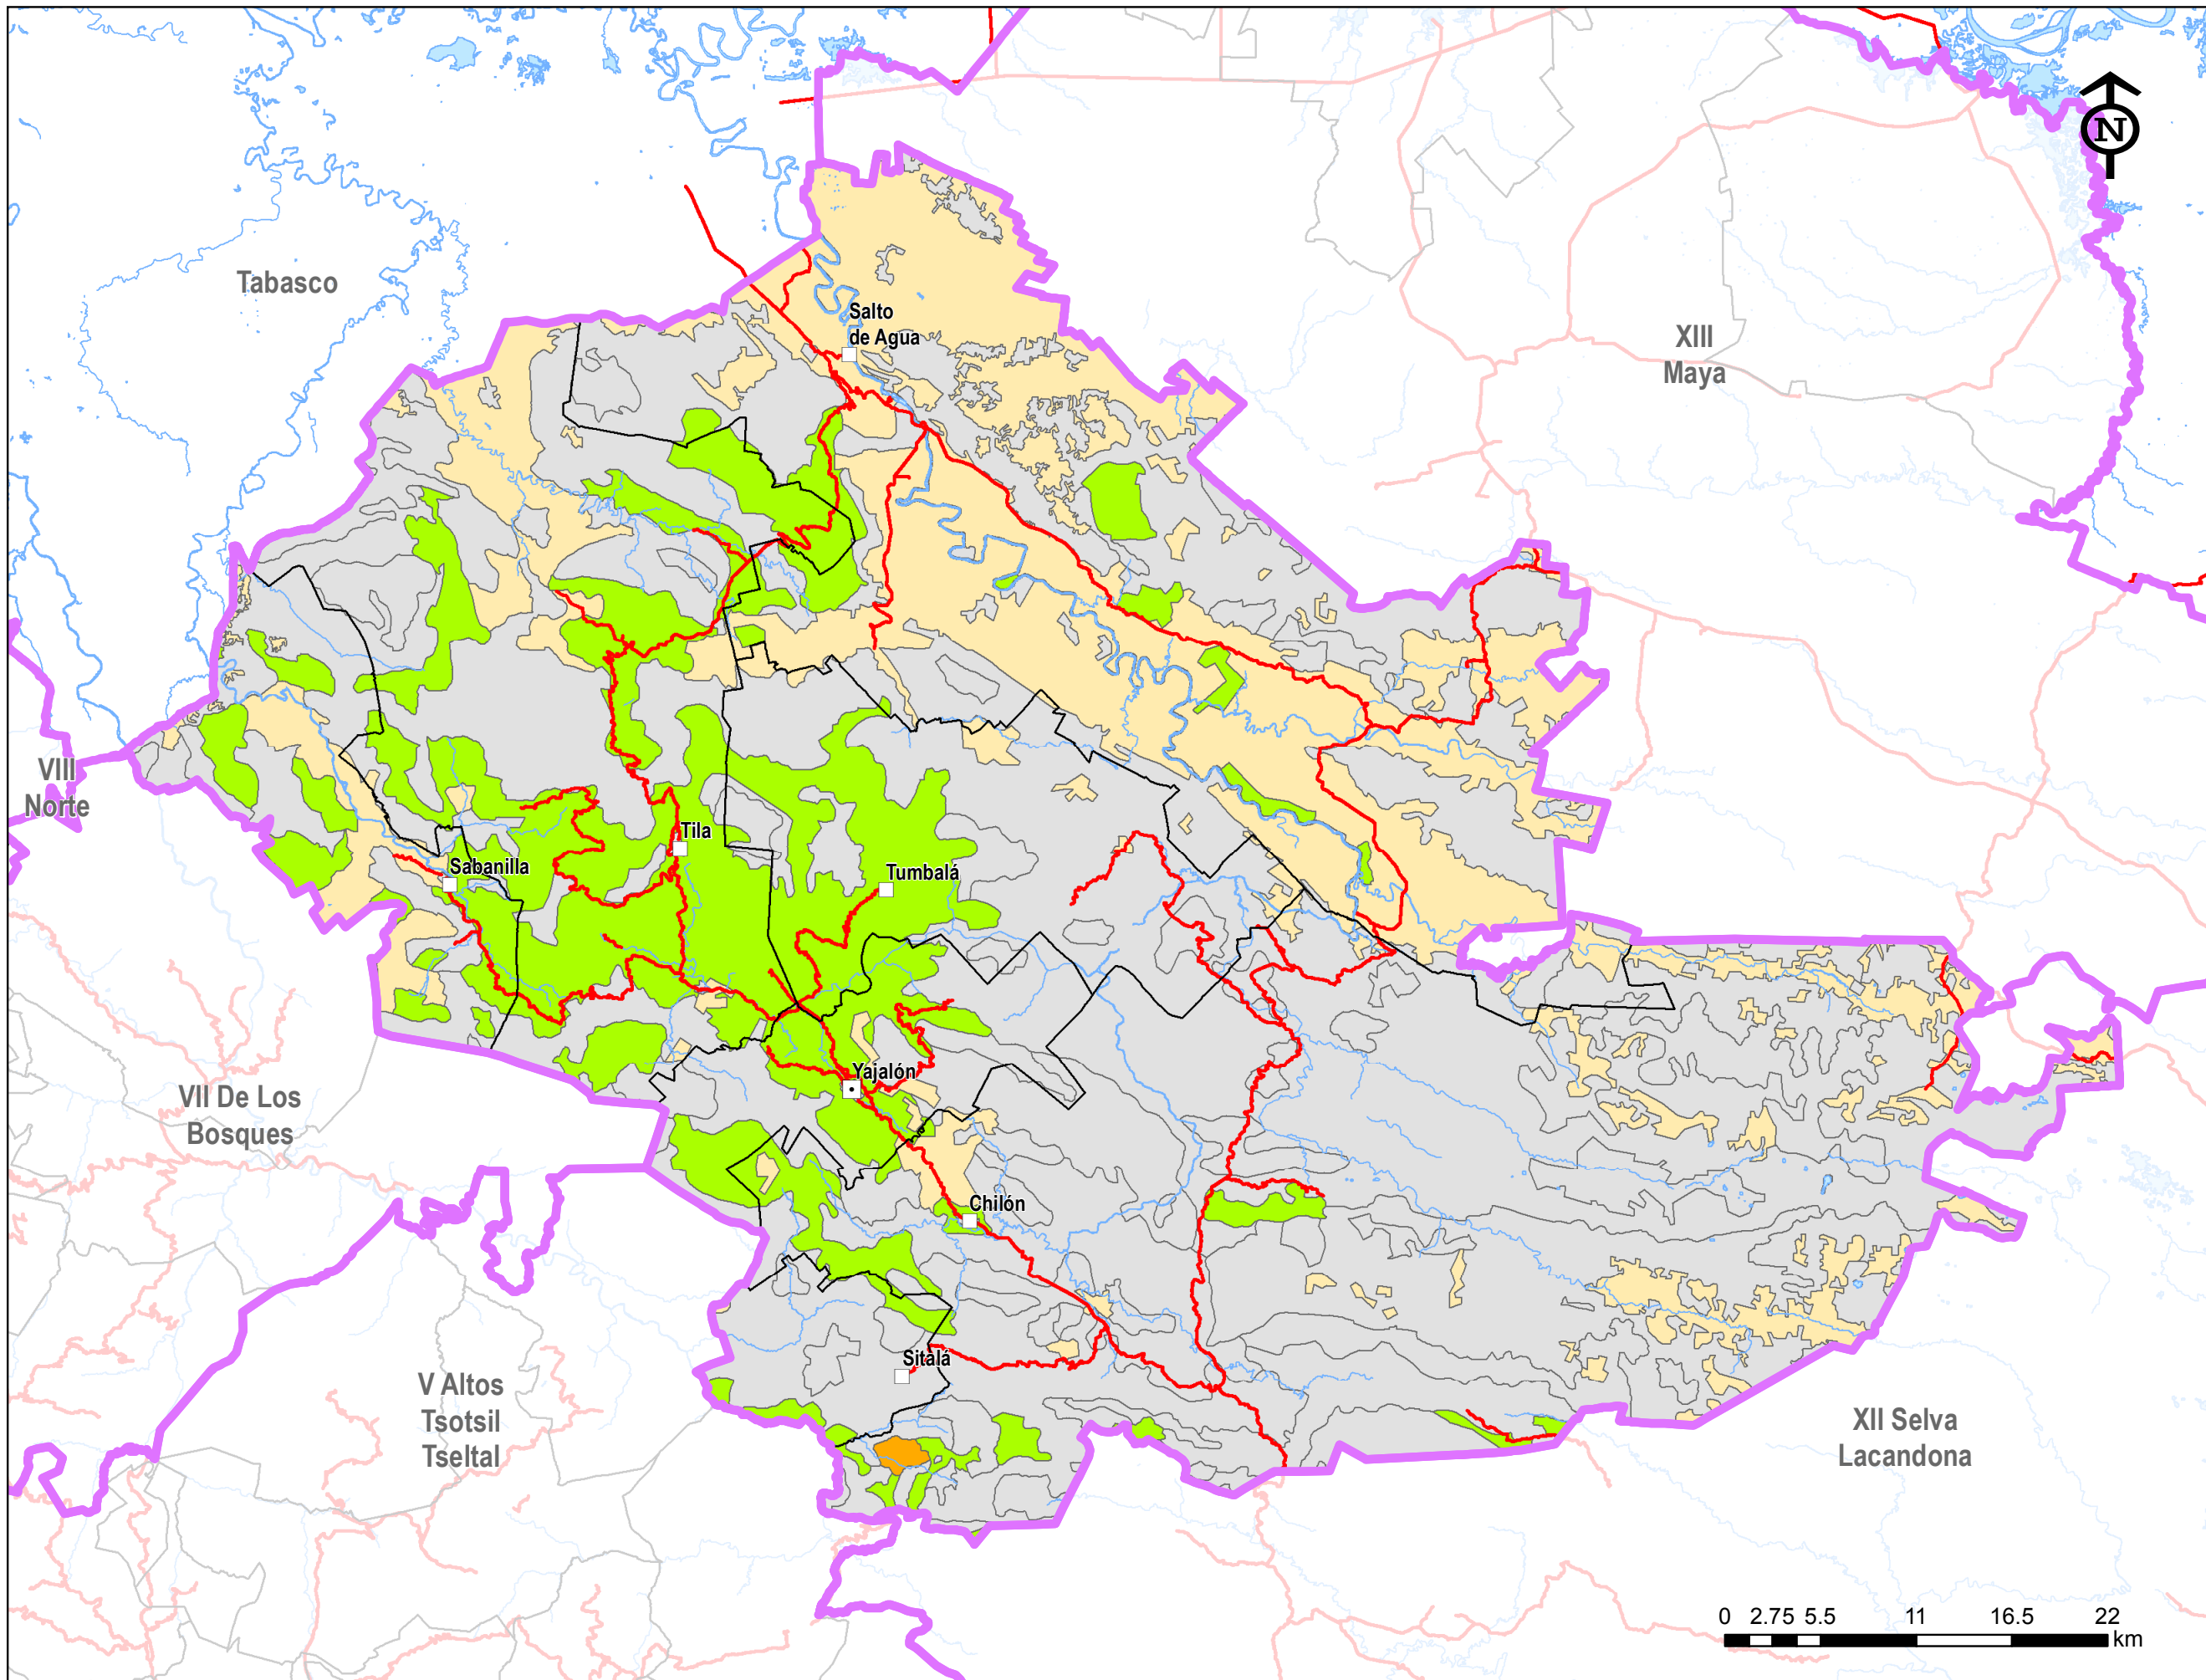 N
Tabasco
Salto
de Agua
XIII
Maya
VIII
Norte
Tila
Sabanilla
Tumbalá
Yajalón
VII De Los
Bosques
Chilón
Sitalá
V Altos
Tsotsil
Tseltal
XII Selva
Lacandona
0 2.75 5.5 11 16.5 22
km